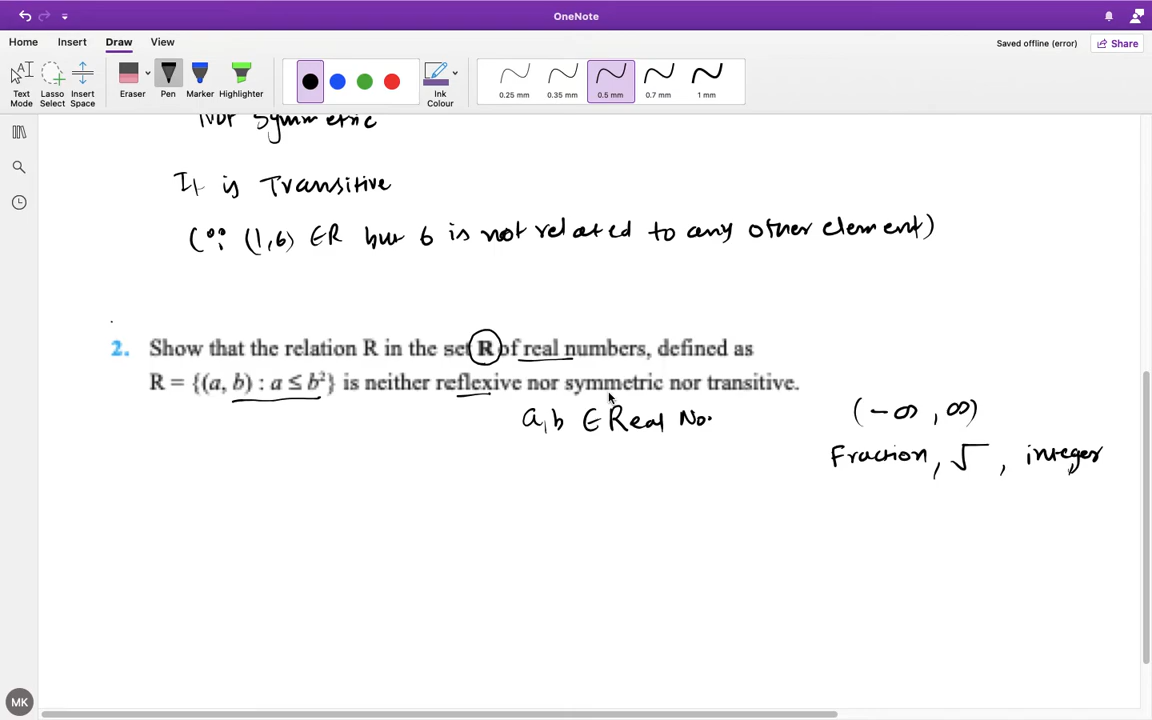 OneNote
Home Insert Draw View
Saved offline (error) Share
Text Mode
Lasso Select
Insert Space
Eraser
Pen
Marker
Highlighter
Ink Colour
0.25 mm
0.35 mm
0.5 mm
0.7 mm
1 mm
Not Symmetric
It is Transitive
(∵ (1,6) ∈R but 6 is not related to any other element)
2. Show that the relation R in the set R of real numbers, defined as
R = {(a, b) : a ≤ b²} is neither reflexive nor symmetric nor transitive.
a,b ∈ Real No.
(-∞, ∞)
Fraction, √ , integer
MK